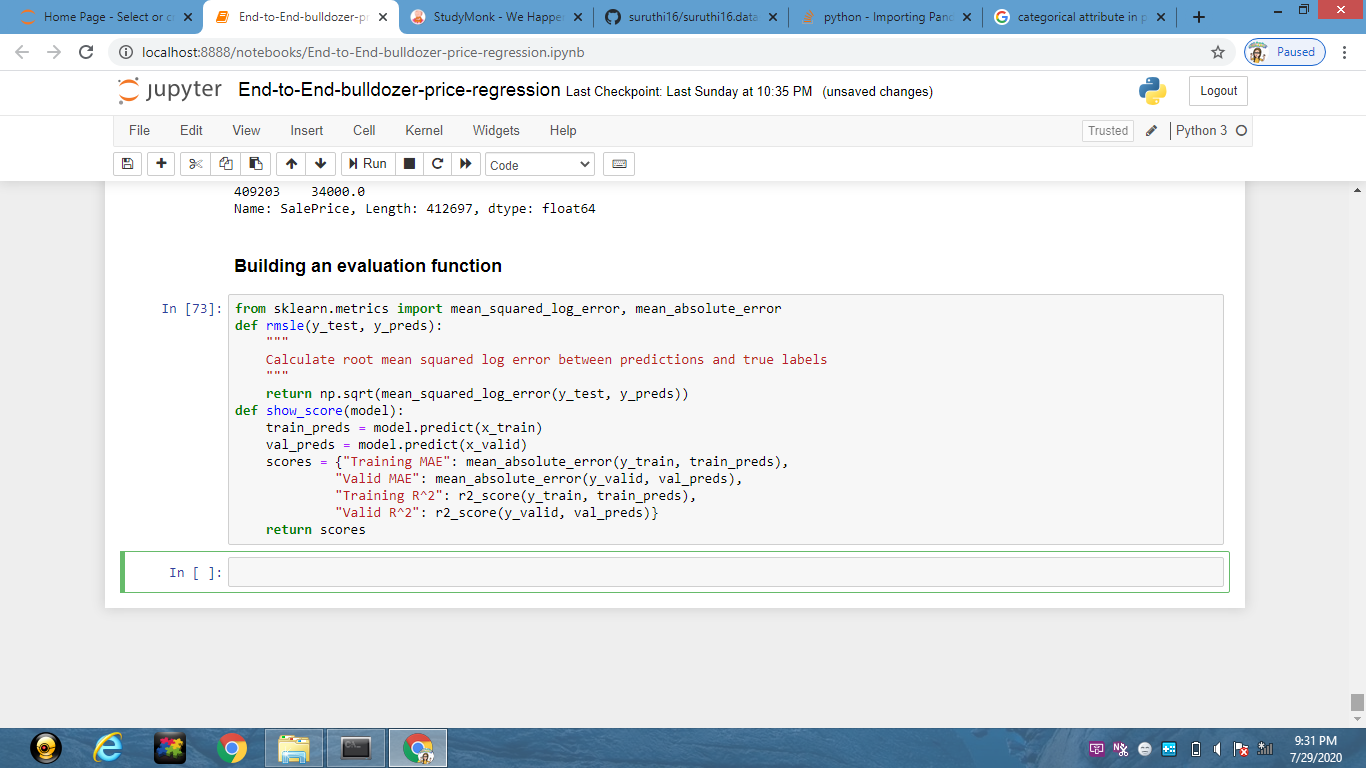 Home Page - Select or c
End-to-End-bulldozer-pr
StudyMonk - We Happe
suruthi16/suruthi16.data
python - Importing Pan
categorical attribute in p
localhost:8888/notebooks/End-to-End-bulldozer-price-regression.ipynb
Paused
jupyter End-to-End-bulldozer-price-regression Last Checkpoint: Last Sunday at 10:35 PM (unsaved changes)
Logout
File Edit View Insert Cell Kernel Widgets Help
Trusted
Python 3
Run
Code
409203    34000.0
Name: SalePrice, Length: 412697, dtype: float64
Building an evaluation function
In [73]:
from sklearn.metrics import mean_squared_log_error, mean_absolute_error
def rmsle(y_test, y_preds):
    """
    Calculate root mean squared log error between predictions and true labels
    """
    return np.sqrt(mean_squared_log_error(y_test, y_preds))
def show_score(model):
    train_preds = model.predict(x_train)
    val_preds = model.predict(x_valid)
    scores = {"Training MAE": mean_absolute_error(y_train, train_preds),
             "Valid MAE": mean_absolute_error(y_valid, val_preds),
             "Training R^2": r2_score(y_train, train_preds),
             "Valid R^2": r2_score(y_valid, val_preds)}
    return scores
In [ ]:
9:31 PM
7/29/2020